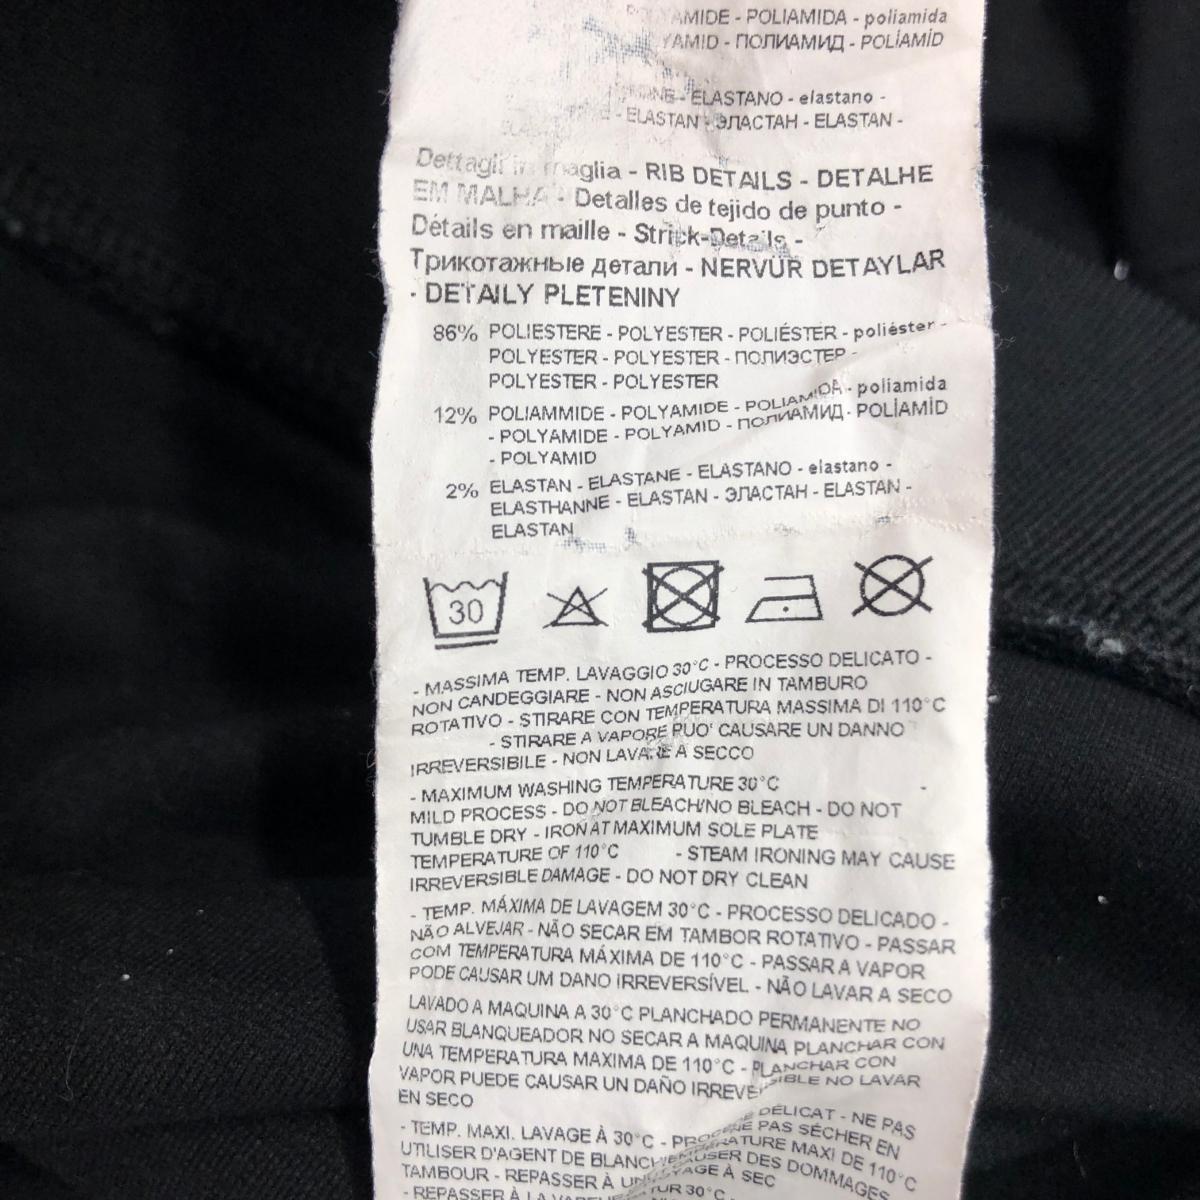 AMIDE - POLIAMIDA - poliamida
YAMID - ПОЛИАМИД - POLİAMİD
ELASTANO - elastano -
- ELASTAN - ЭЛАСТАН - ELASTAN -
Dettagli in maglia - RIB DETAILS - DETALHE
EM MALHA - Detalles de tejido de punto -
Détails en maille - Strick-Details -
Трикотажные детали - NERVÜR DETAYLAR
- DETAILY PLETENINY
86% POLIESTERE - POLYESTER - POLIÉSTER - poliéster -
POLYESTER - POLYESTER - ПОЛИЭСТЕР -
POLYESTER - POLYESTER
12% POLIAMMIDE - POLYAMIDE - POLIAMIDA - poliamida
- POLYAMIDE - POLYAMID - ПОЛИАМИД - POLİAMİD
- POLYAMID
2% ELASTAN - ELASTANE - ELASTANO - elastano -
ELASTHANNE - ELASTAN - ЭЛАСТАН - ELASTAN -
ELASTAN
30
- MASSIMA TEMP. LAVAGGIO 30°C - PROCESSO DELICATO -
NON CANDEGGIARE - NON ASCIUGARE IN TAMBURO
ROTATIVO - STIRARE CON TEMPERATURA MASSIMA DI 110°C
- STIRARE A VAPORE PUO' CAUSARE UN DANNO
IRREVERSIBILE - NON LAVARE A SECCO
- MAXIMUM WASHING TEMPERATURE 30°C -
MILD PROCESS - DO NOT BLEACH/NO BLEACH - DO NOT
TUMBLE DRY - IRON AT MAXIMUM SOLE PLATE
TEMPERATURE OF 110°C - STEAM IRONING MAY CAUSE
IRREVERSIBLE DAMAGE - DO NOT DRY CLEAN
- TEMP. MÁXIMA DE LAVAGEM 30°C - PROCESSO DELICADO -
NÃO ALVEJAR - NÃO SECAR EM TAMBOR ROTATIVO - PASSAR
COM TEMPERATURA MÁXIMA DE 110°C - PASSAR A VAPOR
PODE CAUSAR UM DANO IRREVERSÍVEL - NÃO LAVAR A SECO
LAVADO A MAQUINA A 30°C PLANCHADO PERMANENTE NO
USAR BLANQUEADOR NO SECAR A MAQUINA PLANCHAR CON
UNA TEMPERATURA MAXIMA DE 110°C - PLANCHAR CON
VAPOR PUEDE CAUSAR UN DAÑO IRREVERSIBLE NO LAVAR
EN SECO
- TEMP. MAXI. LAVAGE À 30°C - DÉLICAT - NE PAS
UTILISER D'AGENT DE PAS SÉCHER EN
TAMBOUR - REPASSER À MAXI DE 110°C
- REPASSER À LA DES DOMMAGES
À SEC
30°C